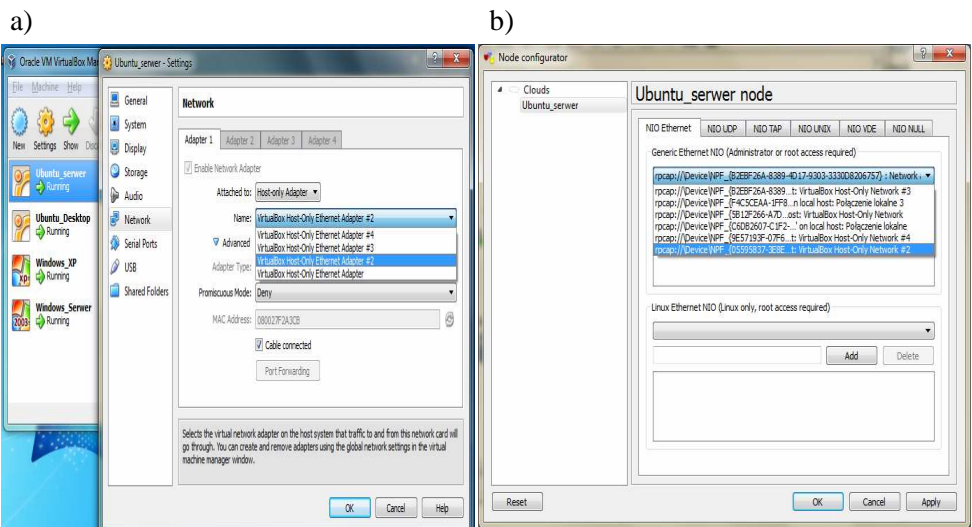 a)
Oracle VM VirtualBox Ma
File Machine Help
New Settings Show Disc
Ubuntu_serwer
Running
Ubuntu_Desktop
Running
Windows_XP
Running
Windows_Serwer
Running
Ubuntu_serwer - Settings
General
System
Display
Storage
Audio
Network
Serial Ports
USB
Shared Folders
Network
Adapter 1 Adapter 2 Adapter 3 Adapter 4
Enable Network Adapter
Attached to: Host-only Adapter
Name: VirtualBox Host-Only Ethernet Adapter #2
VirtualBox Host-Only Ethernet Adapter #4
VirtualBox Host-Only Ethernet Adapter #3
VirtualBox Host-Only Ethernet Adapter #2
VirtualBox Host-Only Ethernet Adapter
Advanced
Adapter Type:
Promiscuous Mode: Deny
MAC Address: 080027F2A3CB
Cable connected
Port Forwarding
Selects the virtual network adapter on the host system that traffic to and from this network card will
go through. You can create and remove adapters using the global network settings in the virtual
machine manager window.
OK Cancel Help
b)
Node configurator
Clouds
Ubuntu_serwer
Ubuntu_serwer node
NIO Ethernet NIO UDP NIO TAP NIO UNIX NIO VDE NIO NULL
Generic Ethernet NIO (Administrator or root access required)
rpcap://\Device\NPF_{B2EBF26A-8389-4D17-9303-3330D8206757} : Network
rpcap://\Device\NPF_{B2EBF26A-8389...t: VirtualBox Host-Only Network #3
rpcap://\Device\NPF_{F4C5CEAA-1FF8...n local host: Połączenie lokalne 3
rpcap://\Device\NPF_{5B12F266-A7D...ost: VirtualBox Host-Only Network
rpcap://\Device\NPF_{C6DB2607-C1F2-...' on local host: Połączenie lokalne
rpcap://\Device\NPF_{9E57193F-07F6...t: VirtualBox Host-Only Network #4
rpcap://\Device\NPF_{05595837-3E8E...t: VirtualBox Host-Only Network #2
Linux Ethernet NIO (Linux only, root access required)
Add Delete
Reset OK Cancel Apply